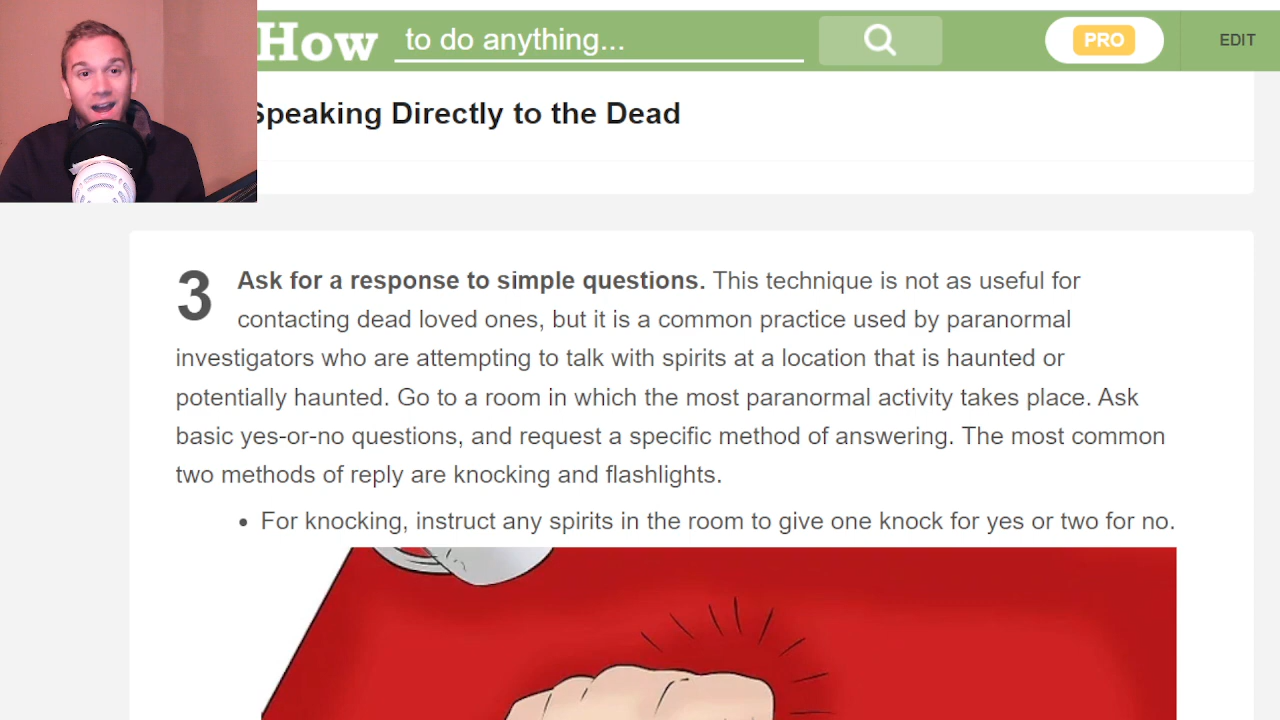 How to do anything... PRO EDIT
Speaking Directly to the Dead
3 Ask for a response to simple questions. This technique is not as useful for
contacting dead loved ones, but it is a common practice used by paranormal
investigators who are attempting to talk with spirits at a location that is haunted or
potentially haunted. Go to a room in which the most paranormal activity takes place. Ask
basic yes-or-no questions, and request a specific method of answering. The most common
two methods of reply are knocking and flashlights.
• For knocking, instruct any spirits in the room to give one knock for yes or two for no.